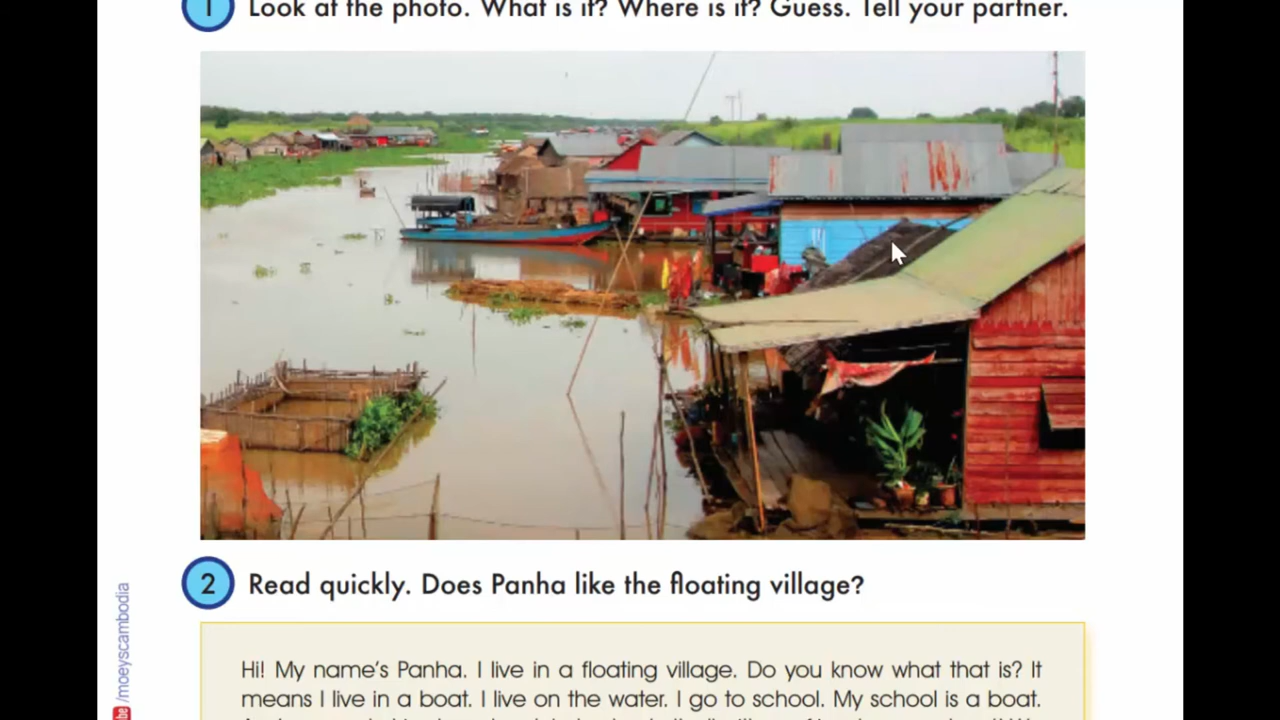 1 Look at the photo. What is it? Where is it? Guess. Tell your partner.
2 Read quickly. Does Panha like the floating village?
/moeyscambodia
Hi! My name's Panha. I live in a floating village. Do you know what that is? It
means I live in a boat. I live on the water. I go to school. My school is a boat.